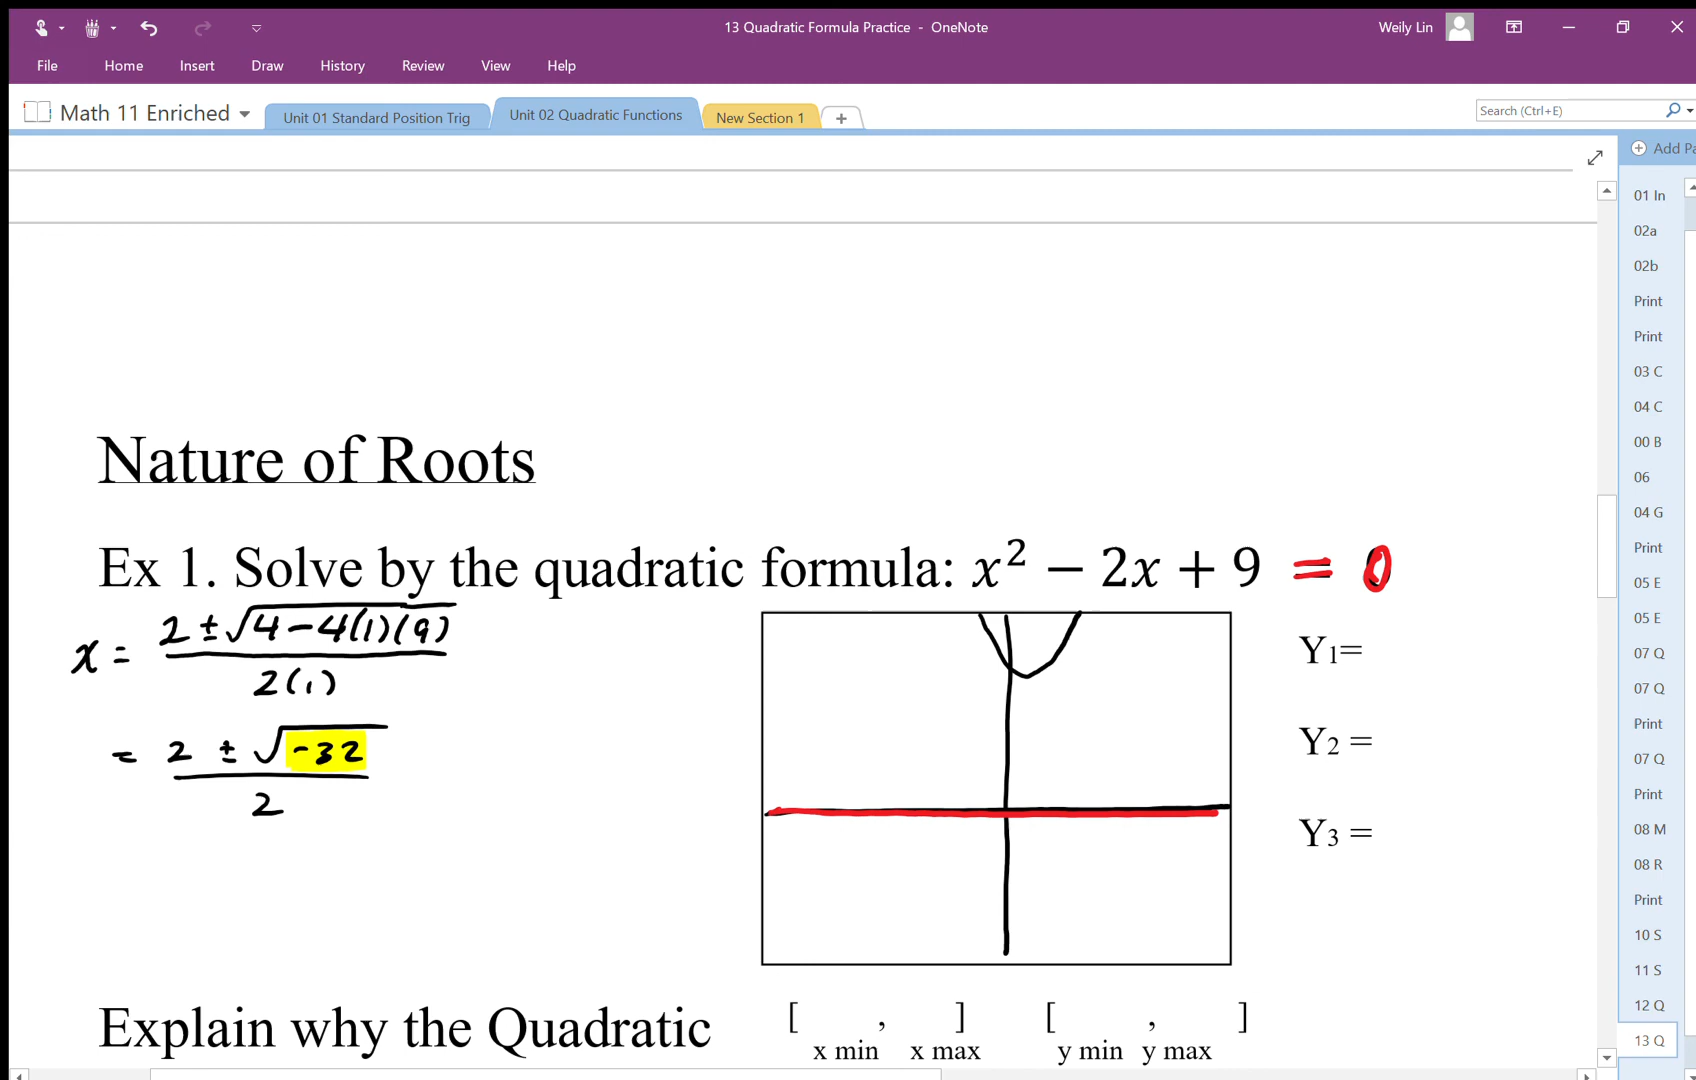 13 Quadratic Formula Practice - OneNote
Weily Lin
File Home Insert Draw History Review View Help
Math 11 Enriched
Unit 01 Standard Position Trig
Unit 02 Quadratic Functions
New Section 1
+
Search (Ctrl+E)
Add Pa
01 In
02a
02b
Print
Print
03 C
04 C
00 B
06
04 G
Print
05 E
05 E
07 Q
07 Q
Print
07 Q
Print
08 M
08 R
Print
10 S
11 S
12 Q
13 Q
Nature of Roots
Ex 1. Solve by the quadratic formula: x² − 2x + 9 = 0
x = (2 ± √(4 − 4(1)(9))) / 2(1)
= (2 ± √(-32)) / 2
Y₁=
Y₂ =
Y₃ =
[ , ] [ , ]
x min x max y min y max
Explain why the Quadratic